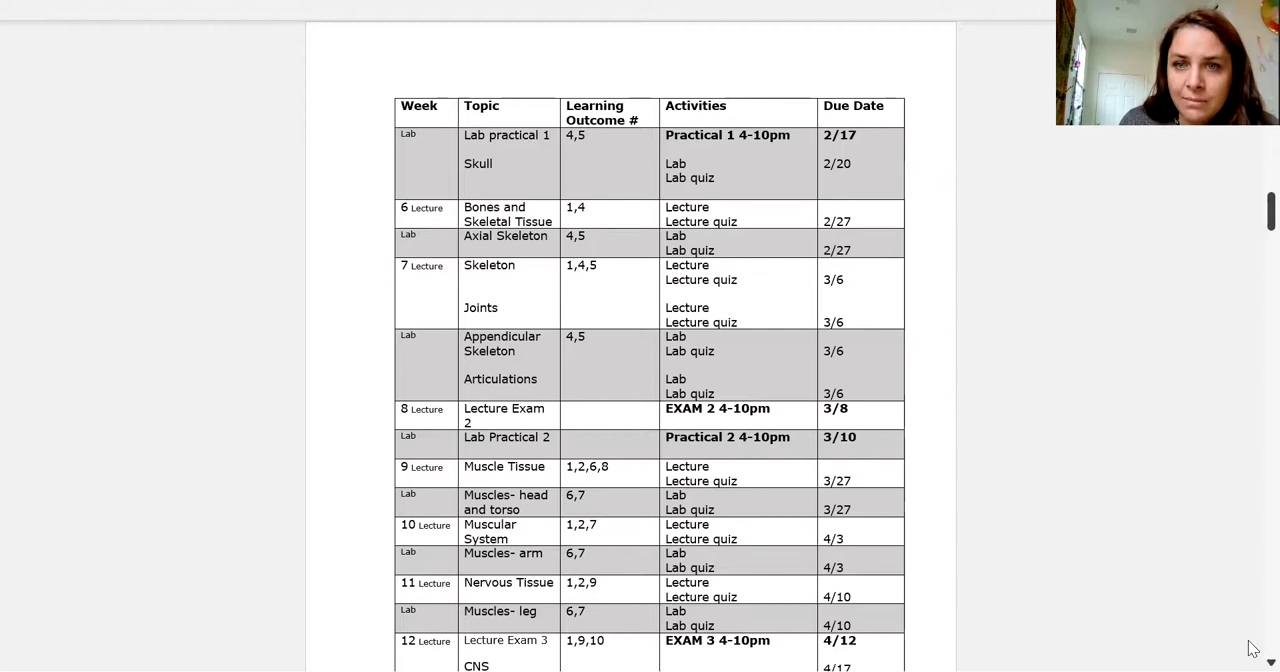 Week Topic Learning Outcome # Activities Due Date
Lab Lab practical 1 4,5 Practical 1 4-10pm 2/17
Skull Lab 2/20
Lab quiz
6 Lecture Bones and 1,4 Lecture
Skeletal Tissue Lecture quiz 2/27
Lab Axial Skeleton 4,5 Lab
Lab quiz 2/27
7 Lecture Skeleton 1,4,5 Lecture
Lecture quiz 3/6
Joints Lecture
Lecture quiz 3/6
Lab Appendicular 4,5 Lab
Skeleton Lab quiz 3/6
Articulations Lab
Lab quiz 3/6
8 Lecture Lecture Exam EXAM 2 4-10pm 3/8
2
Lab Lab Practical 2 Practical 2 4-10pm 3/10
9 Lecture Muscle Tissue 1,2,6,8 Lecture
Lecture quiz 3/27
Lab Muscles- head 6,7 Lab
and torso Lab quiz 3/27
10 Lecture Muscular 1,2,7 Lecture
System Lecture quiz 4/3
Lab Muscles- arm 6,7 Lab
Lab quiz 4/3
11 Lecture Nervous Tissue 1,2,9 Lecture
Lecture quiz 4/10
Lab Muscles- leg 6,7 Lab
Lab quiz 4/10
12 Lecture Lecture Exam 3 1,9,10 EXAM 3 4-10pm 4/12
CNS 4/17